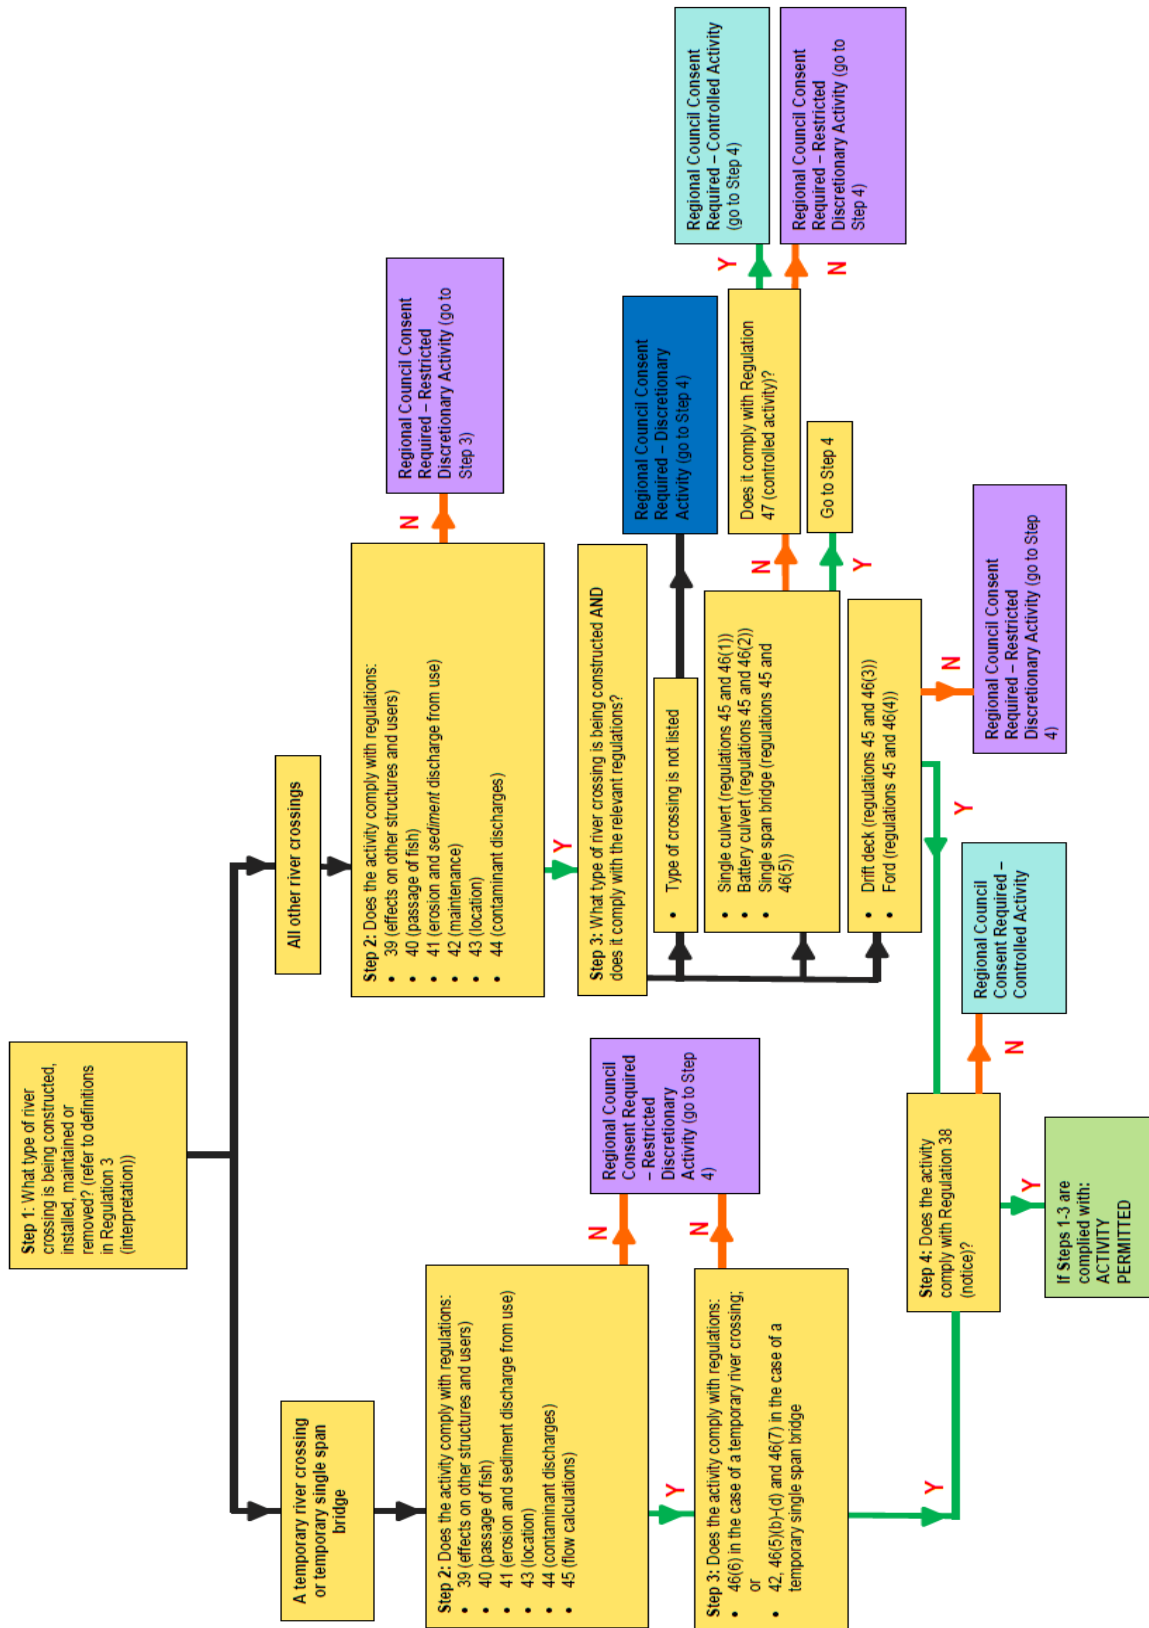 Step 1: What type of river
crossing is being constructed,
installed, maintained or
removed? (refer to definitions
in Regulation 3
(interpretation))
A temporary river crossing
or temporary single span
bridge
All other river crossings
Step 2: Does the activity comply with regulations:
• 39 (effects on other structures and users)
• 40 (passage of fish)
• 41 (erosion and sediment discharge from use)
• 43 (location)
• 44 (contaminant discharges)
• 45 (flow calculations)
N
Y
Regional Council
Consent Required
– Restricted
Discretionary
Activity (go to Step
4)
Step 3: Does the activity comply with regulations:
• 46(6) in the case of a temporary river crossing;
or
• 42, 46(5)(b)-(d) and 46(7) in the case of a
temporary single span bridge
N
Y
Step 2: Does the activity comply with regulations:
• 39 (effects on other structures and users)
• 40 (passage of fish)
• 41 (erosion and sediment discharge from use)
• 42 (maintenance)
• 43 (location)
• 44 (contaminant discharges)
N
Regional Council Consent
Required – Restricted
Discretionary Activity (go to
Step 3)
Y
Step 3: What type of river crossing is being constructed AND
does it comply with the relevant regulations?
• Type of crossing is not listed
Regional Council Consent
Required – Discretionary
Activity (go to Step 4)
• Single culvert (regulations 45 and 46(1))
• Battery culvert (regulations 45 and 46(2))
• Single span bridge (regulations 45 and
46(5))
N
Y
Does it comply with Regulation
47 (controlled activity)?
Y
Regional Council Consent
Required – Controlled Activity
(go to Step 4)
N
Regional Council Consent
Required – Restricted
Discretionary Activity (go to
Step 4)
Go to Step 4
• Drift deck (regulations 45 and 46(3))
• Ford (regulations 45 and 46(4))
N
Regional Council Consent
Required – Restricted
Discretionary Activity (go to Step
4)
Y
Step 4: Does the activity
comply with Regulation 38
(notice)?
N
Regional Council
Consent Required –
Controlled Activity
Y
If Steps 1-3 are
complied with:
ACTIVITY
PERMITTED